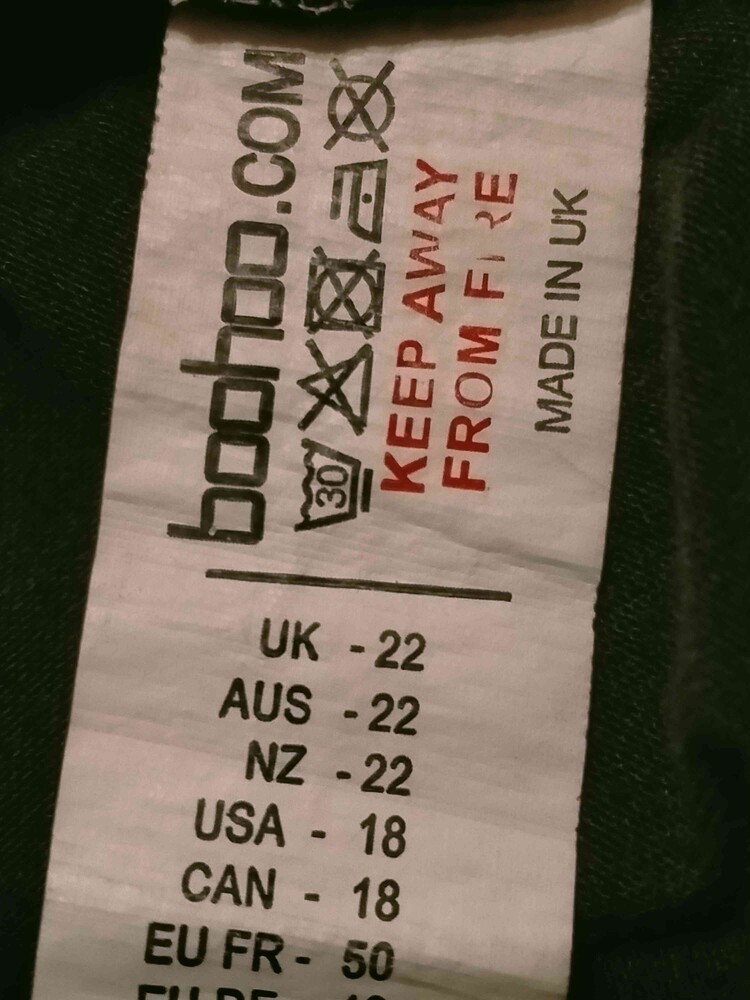 boohoo.COM
30
KEEP AWAY
FROM FIRE
MADE IN UK
UK - 22
AUS - 22
NZ - 22
USA - 18
CAN - 18
EU FR - 50